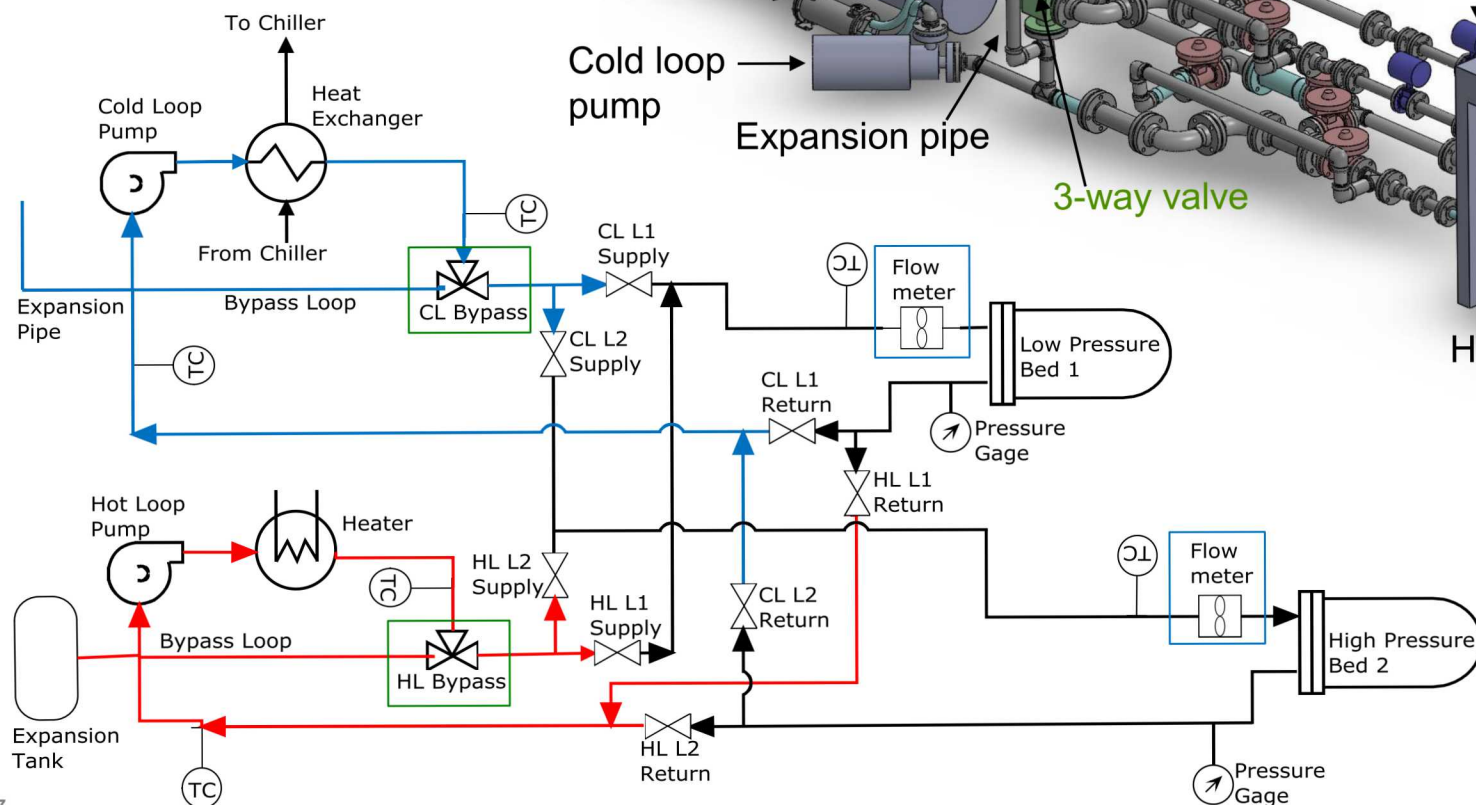 To Chiller
Cold Loop
Pump
Heat
Exchanger
From Chiller
Cold loop
pump
Expansion pipe
3-way valve
H
TC
CL L1
Supply
TC
Flow
meter
Expansion
Pipe
Bypass Loop
CL Bypass
CL L2
Supply
Low Pressure
Bed 1
TC
CL L1
Return
Pressure
Gage
HL L1
Return
Hot Loop
Pump
Heater
TC
HL L2
Supply
HL L1
Supply
CL L2
Return
TC
Flow
meter
Bypass Loop
HL Bypass
High Pressure
Bed 2
Expansion
Tank
TC
HL L2
Return
Pressure
Gage